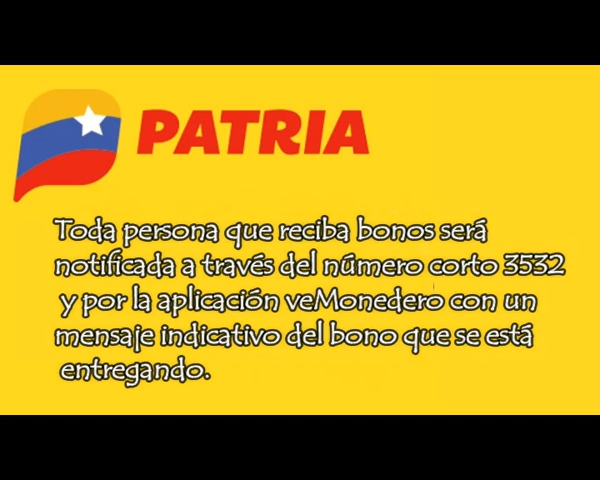 PATRIA
Toda persona que reciba bonos será
notificada a través del número corto 3532
y por la aplicación veMonedero con un
mensaje indicativo del bono que se está
entregando.